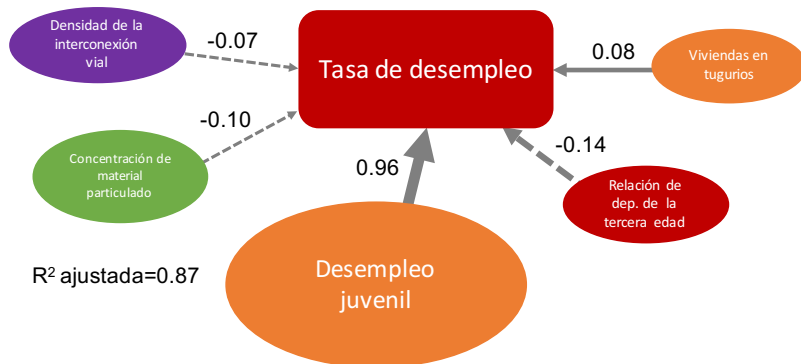 Densidad de la
interconexión
vial
-0.07
Tasa de desempleo
0.08
Viviendas en
tugurios
-0.10
Concentración de
material
particulado
0.96
-0.14
Relación de
dep. de la
tercera edad
R² ajustada=0.87
Desempleo
juvenil